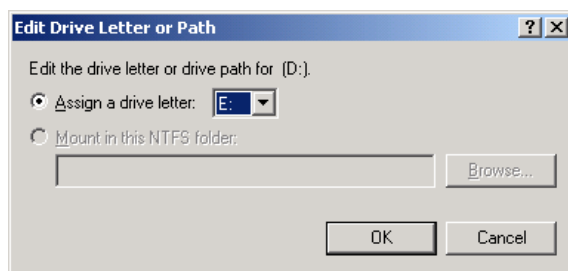 Edit Drive Letter or Path
Edit the drive letter or drive path for (D:).
Assign a drive letter: E:
Mount in this NTFS folder:
Browse...
OK Cancel